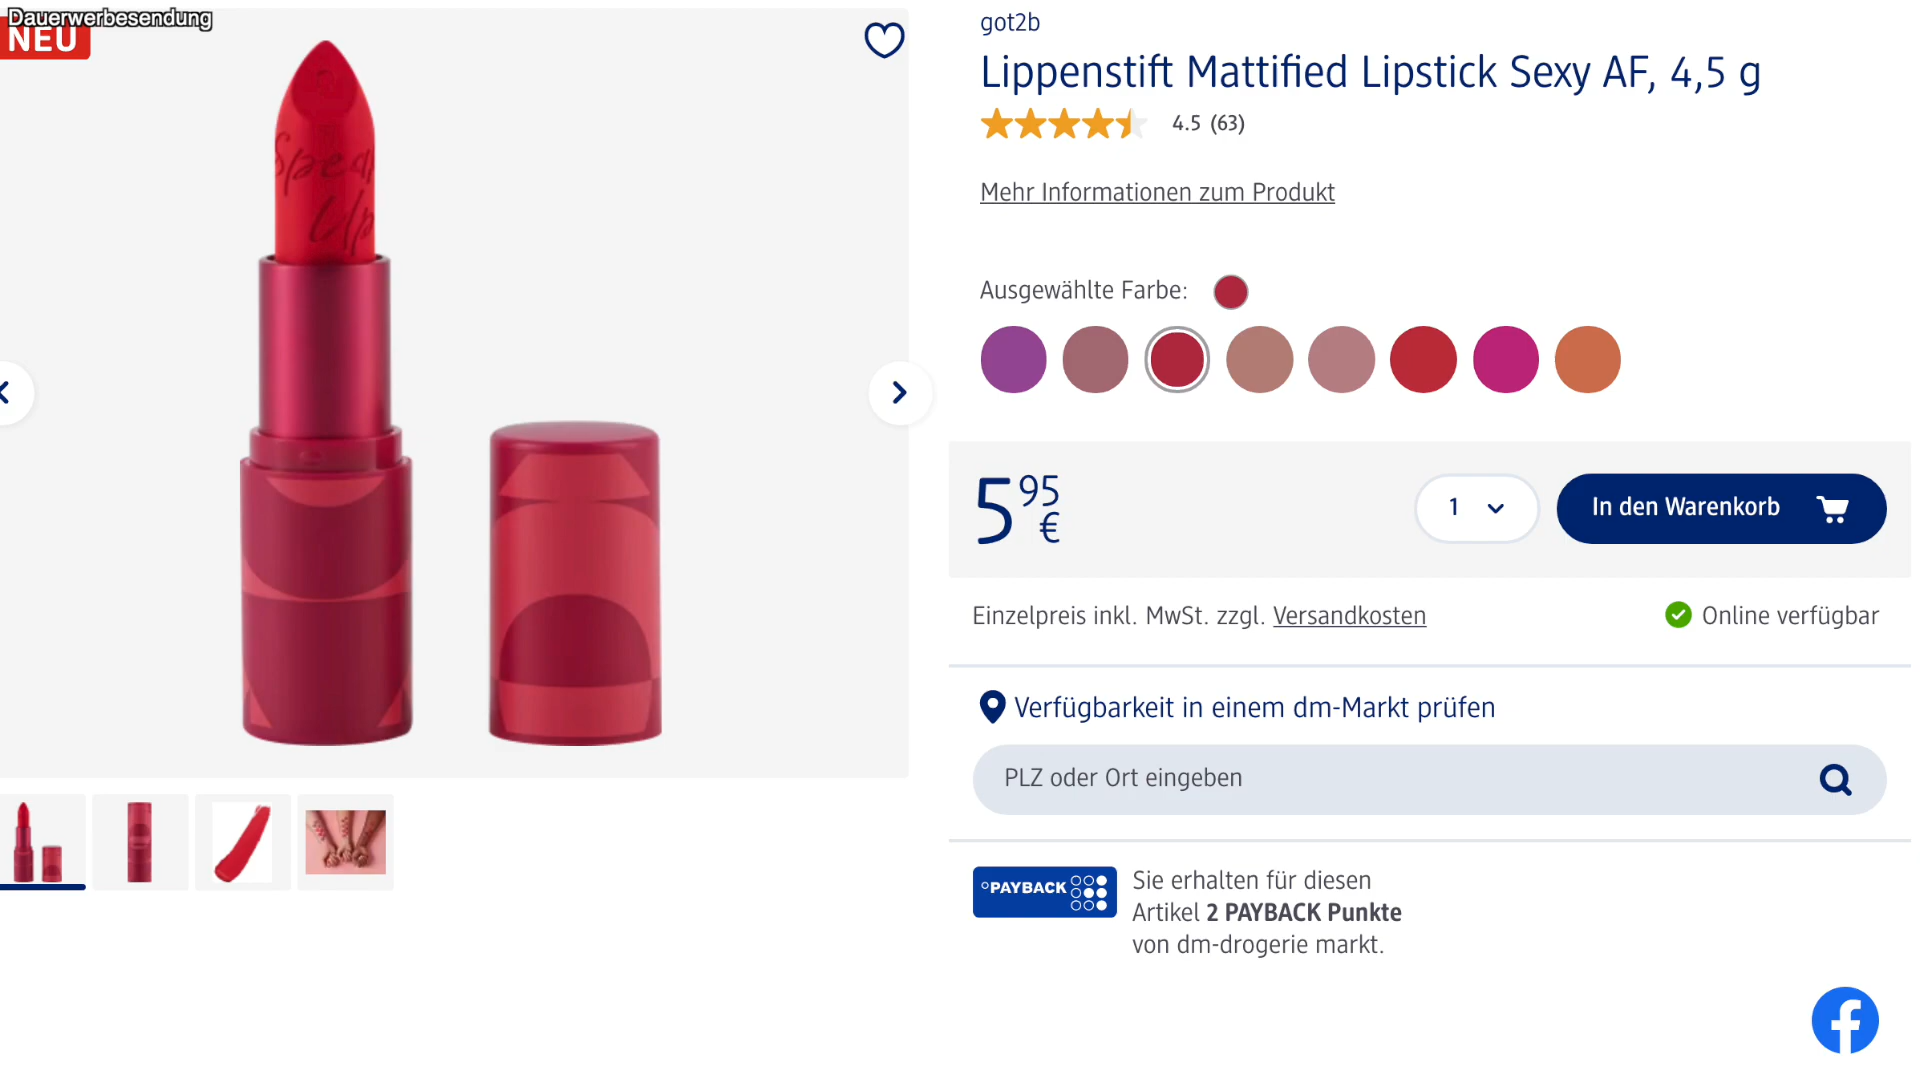 Dauerwerbesendung
NEU
Spea
Up
got2b
Lippenstift Mattified Lipstick Sexy AF, 4,5 g
4.5 (63)
Mehr Informationen zum Produkt
Ausgewählte Farbe:
5 95 €
1
In den Warenkorb
Einzelpreis inkl. MwSt. zzgl. Versandkosten
Online verfügbar
Verfügbarkeit in einem dm-Markt prüfen
PLZ oder Ort eingeben
°PAYBACK
Sie erhalten für diesen
Artikel 2 PAYBACK Punkte
von dm-drogerie markt.